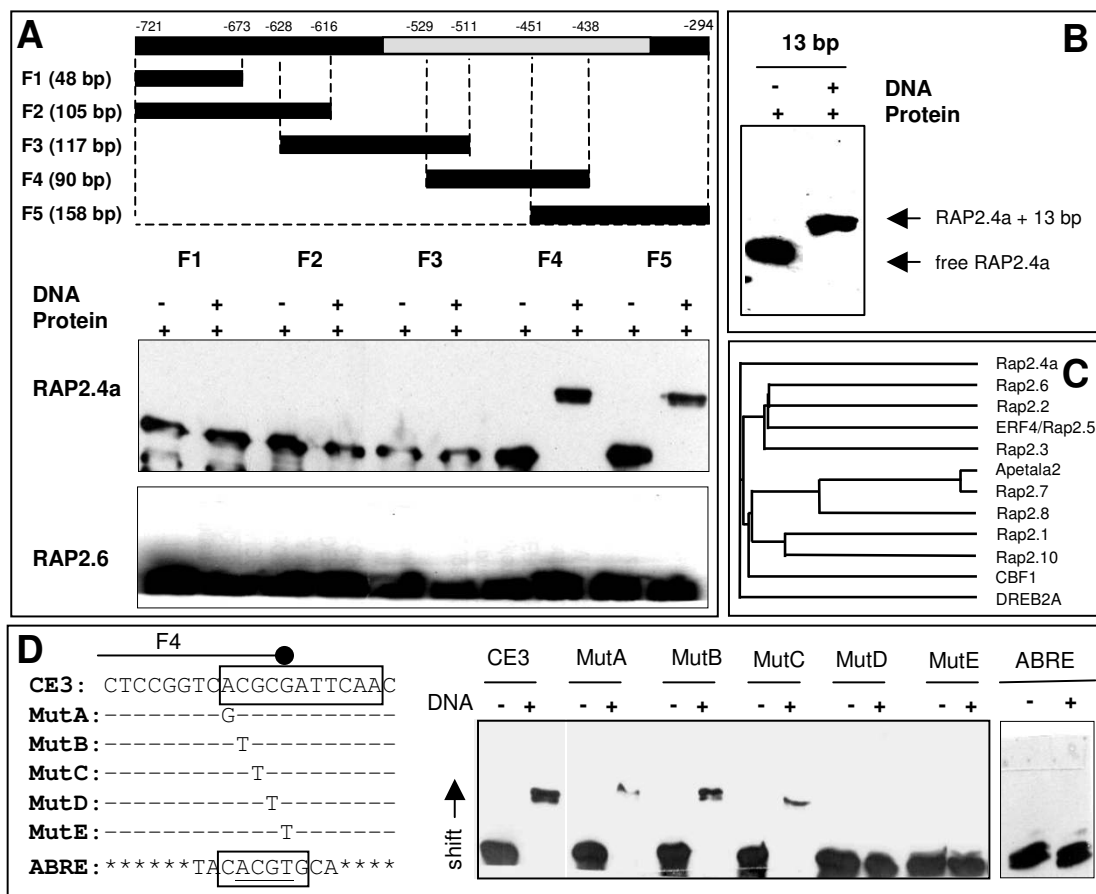 A
-721 -673 -628 -616 -529 -511 -451 -438 -294
F1 (48 bp)
F2 (105 bp)
F3 (117 bp)
F4 (90 bp)
F5 (158 bp)
F1 F2 F3 F4 F5
DNA - + - + - + - + - +
Protein + + + + + + + + + +
RAP2.4a
RAP2.6
B
13 bp
- + DNA
+ + Protein
RAP2.4a + 13 bp
free RAP2.4a
C
Rap2.4a
Rap2.6
Rap2.2
ERF4/Rap2.5
Rap2.3
Apetala2
Rap2.7
Rap2.8
Rap2.1
Rap2.10
CBF1
DREB2A
D
F4
CE3: CTCCGGTCACGCGATTCAAC
MutA: --------G-----------
MutB: ---------T----------
MutC: ----------T---------
MutD: -----------T--------
MutE: ------------T-------
ABRE: ******TACACGTGCA****
CE3 MutA MutB MutC MutD MutE ABRE
DNA - + - + - + - + - + - + - +
shift